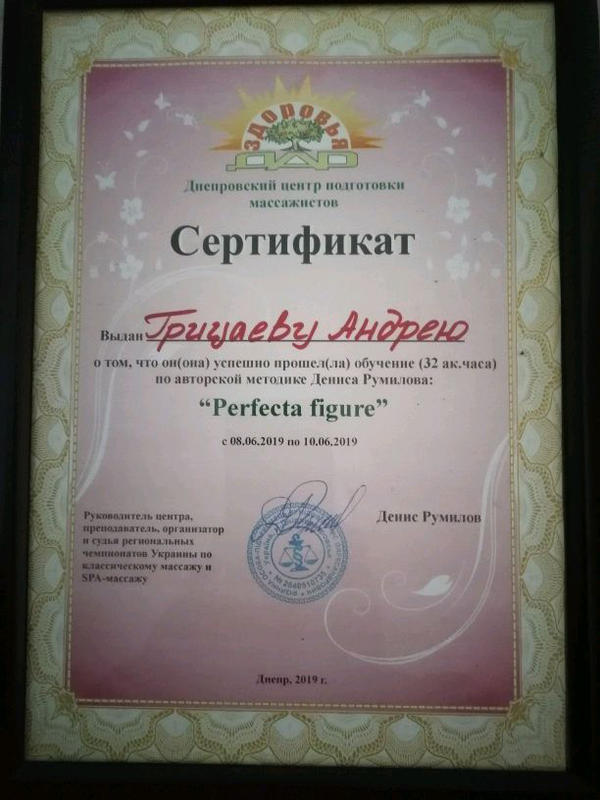 ЗДОРОВЬЯ
ДАР
Днепровский центр подготовки
массажистов
Сертификат
Выдан Грицаеву Андрею
о том, что он(она) успешно прошел(ла) обучение (32 ак.часа)
по авторской методике Дениса Румилова:
“Perfecta figure”
с 08.06.2019 по 10.06.2019
Руководитель центра,
преподаватель, организатор
и судья региональных
чемпионатов Украины по
классическому массажу и
SPA-массажу
Денис Румилов
Днепр, 2019 г.